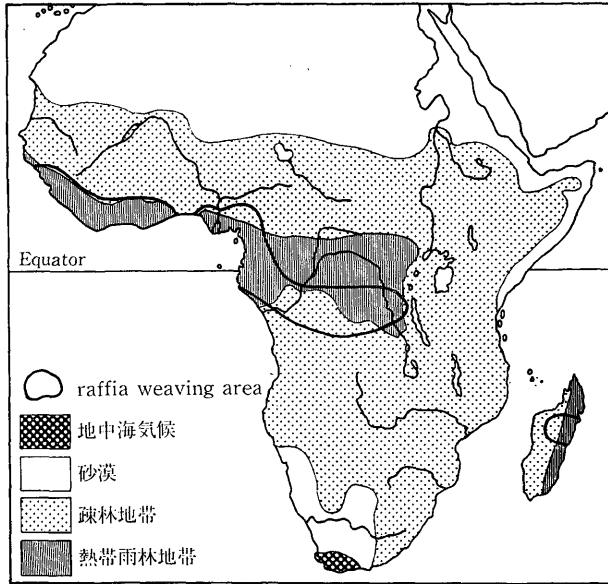 Equator
raffia weaving area
地中海気候
砂漠
疎林地帯
熱帯雨林地帯